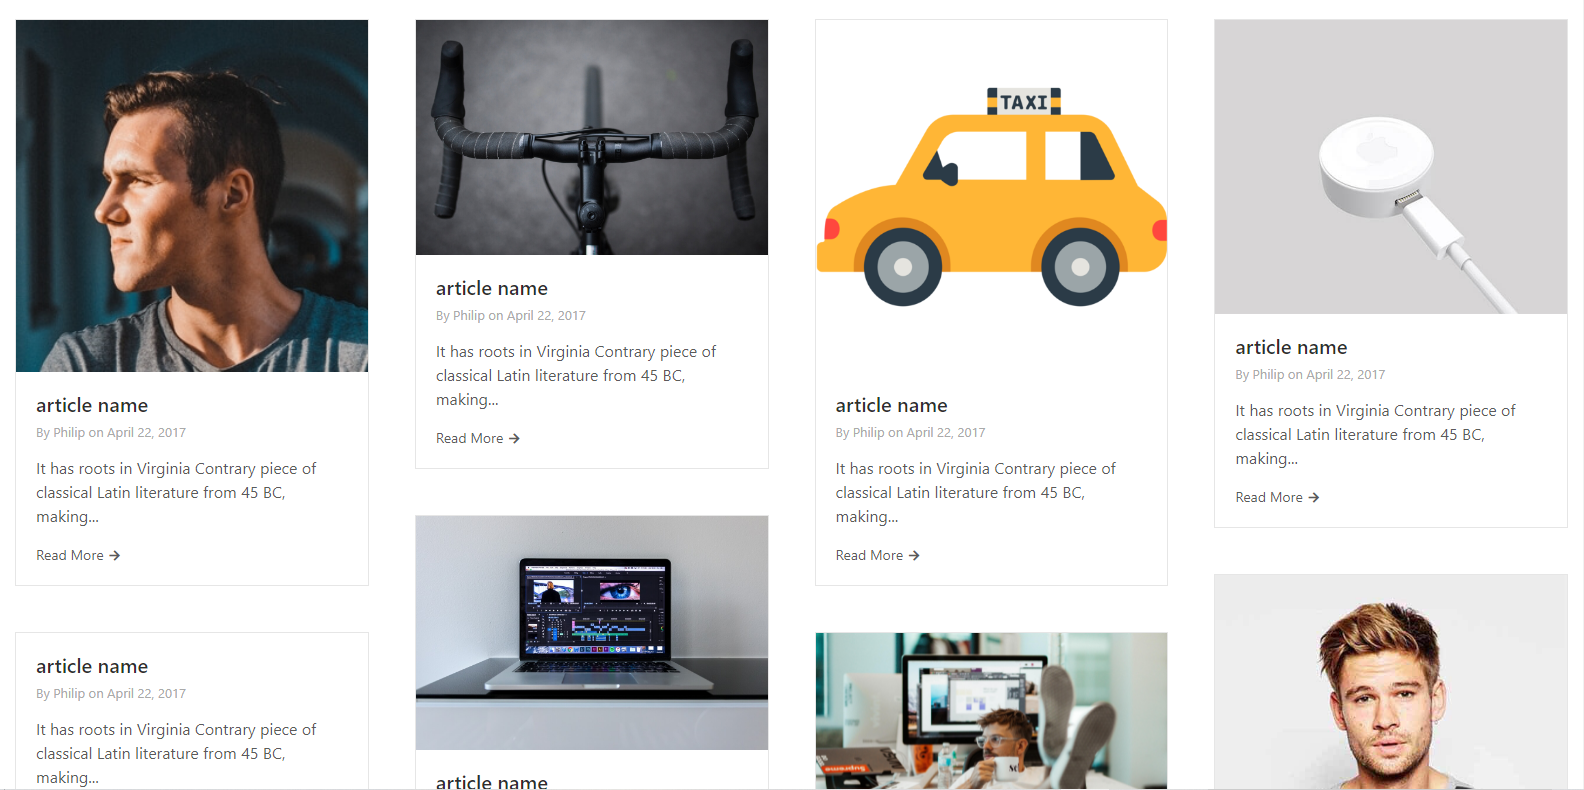 article name
By Philip on April 22, 2017
It has roots in Virginia Contrary piece of
classical Latin literature from 45 BC,
making...
Read More →
article name
By Philip on April 22, 2017
It has roots in Virginia Contrary piece of
classical Latin literature from 45 BC,
making...
article name
By Philip on April 22, 2017
It has roots in Virginia Contrary piece of
classical Latin literature from 45 BC,
making...
Read More →
article name
TAXI
article name
By Philip on April 22, 2017
It has roots in Virginia Contrary piece of
classical Latin literature from 45 BC,
making...
Read More →
Supreme
article name
By Philip on April 22, 2017
It has roots in Virginia Contrary piece of
classical Latin literature from 45 BC,
making...
Read More →